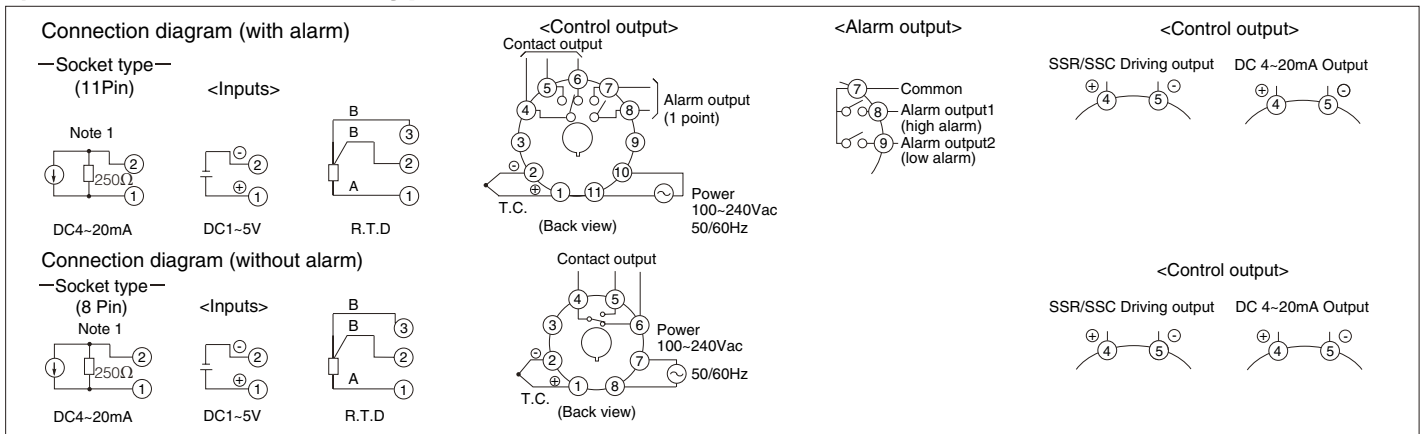 Connection diagram (with alarm)
Socket type
(11Pin)
<Inputs>
Note 1
250Ω
2
1
DC4~20mA
⊖
2
⊕
1
DC1~5V
B
B
A
3
2
1
R.T.D
<Control output>
Contact output
4
5
6
7
8
3
9
2
10
1
11
Alarm output
(1 point)
⊖
⊕
T.C.
(Back view)
Power
100~240Vac
50/60Hz
<Alarm output>
7 Common
8 Alarm output1
(high alarm)
9 Alarm output2
(low alarm)
<Control output>
SSR/SSC Driving output
⊕ 4 5 ⊖
DC 4~20mA Output
⊕ 4 5 ⊖
Connection diagram (without alarm)
Socket type
(8 Pin)
<Inputs>
Note 1
250Ω
2
1
DC4~20mA
⊖
2
⊕
1
DC1~5V
B
B
A
3
2
1
R.T.D
Contact output
4
5
3
6
2
7
1
8
⊖
⊕
T.C.
(Back view)
Power
100~240Vac
50/60Hz
<Control output>
SSR/SSC Driving output
⊕ 4 5 ⊖
DC 4~20mA Output
⊕ 4 5 ⊖